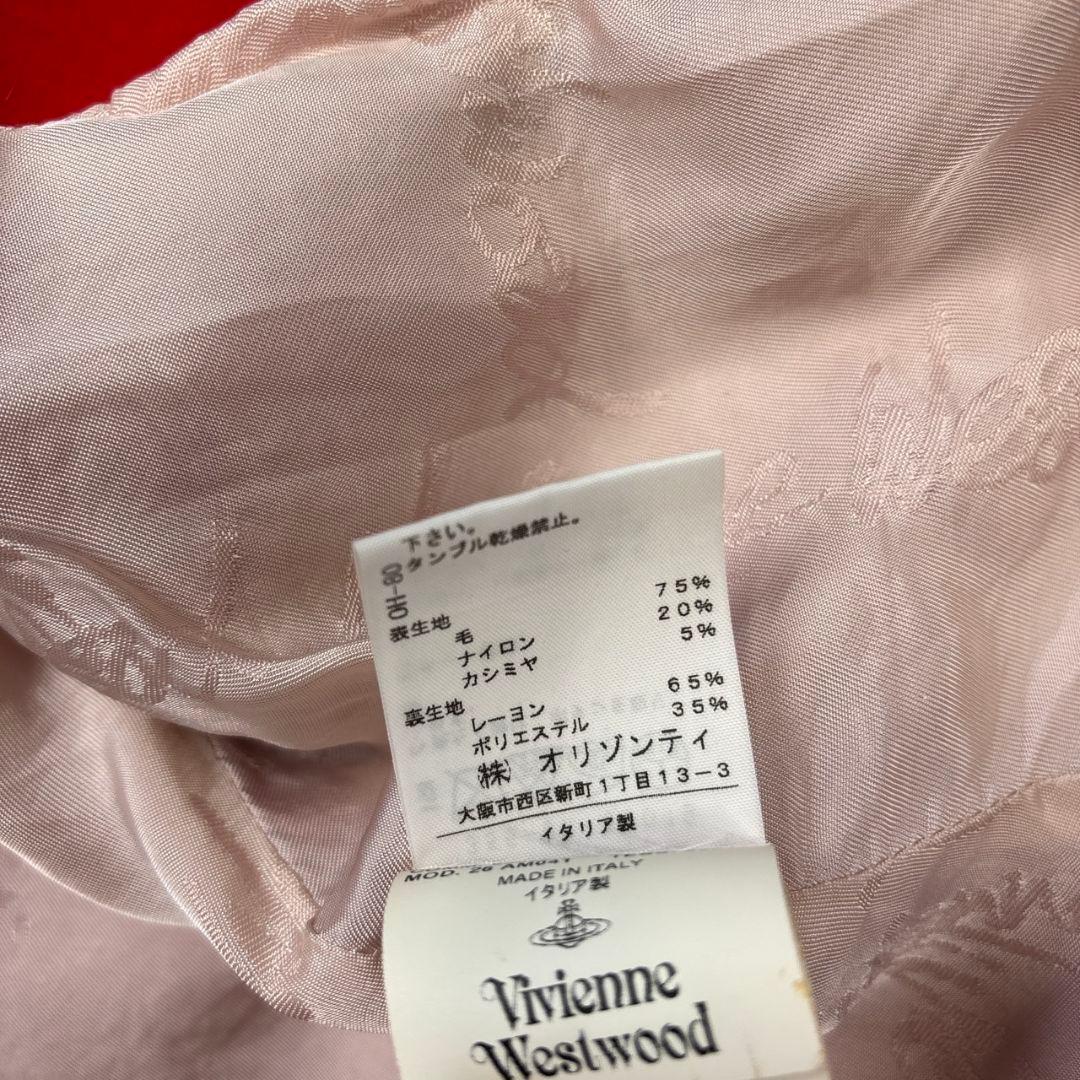 下さい。
タンブル乾燥禁止。
08-HO
表生地
毛 75%
ナイロン 20%
カシミヤ 5%
裏生地
レーヨン 65%
ポリエステル 35%
㈱ オリゾンティ
大阪市西区新町1丁目13-3
イタリア製
MOD. 26
MADE IN ITALY
イタリア製
Vivienne
Westwood